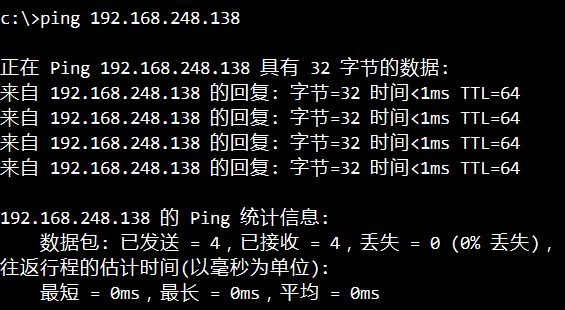 c:\>ping 192.168.248.138
正在 Ping 192.168.248.138 具有 32 字节的数据:
来自 192.168.248.138 的回复: 字节=32 时间<1ms TTL=64
来自 192.168.248.138 的回复: 字节=32 时间<1ms TTL=64
来自 192.168.248.138 的回复: 字节=32 时间<1ms TTL=64
来自 192.168.248.138 的回复: 字节=32 时间<1ms TTL=64
192.168.248.138 的 Ping 统计信息:
数据包: 已发送 = 4，已接收 = 4，丢失 = 0 (0% 丢失)，
往返行程的估计时间(以毫秒为单位):
最短 = 0ms，最长 = 0ms，平均 = 0ms